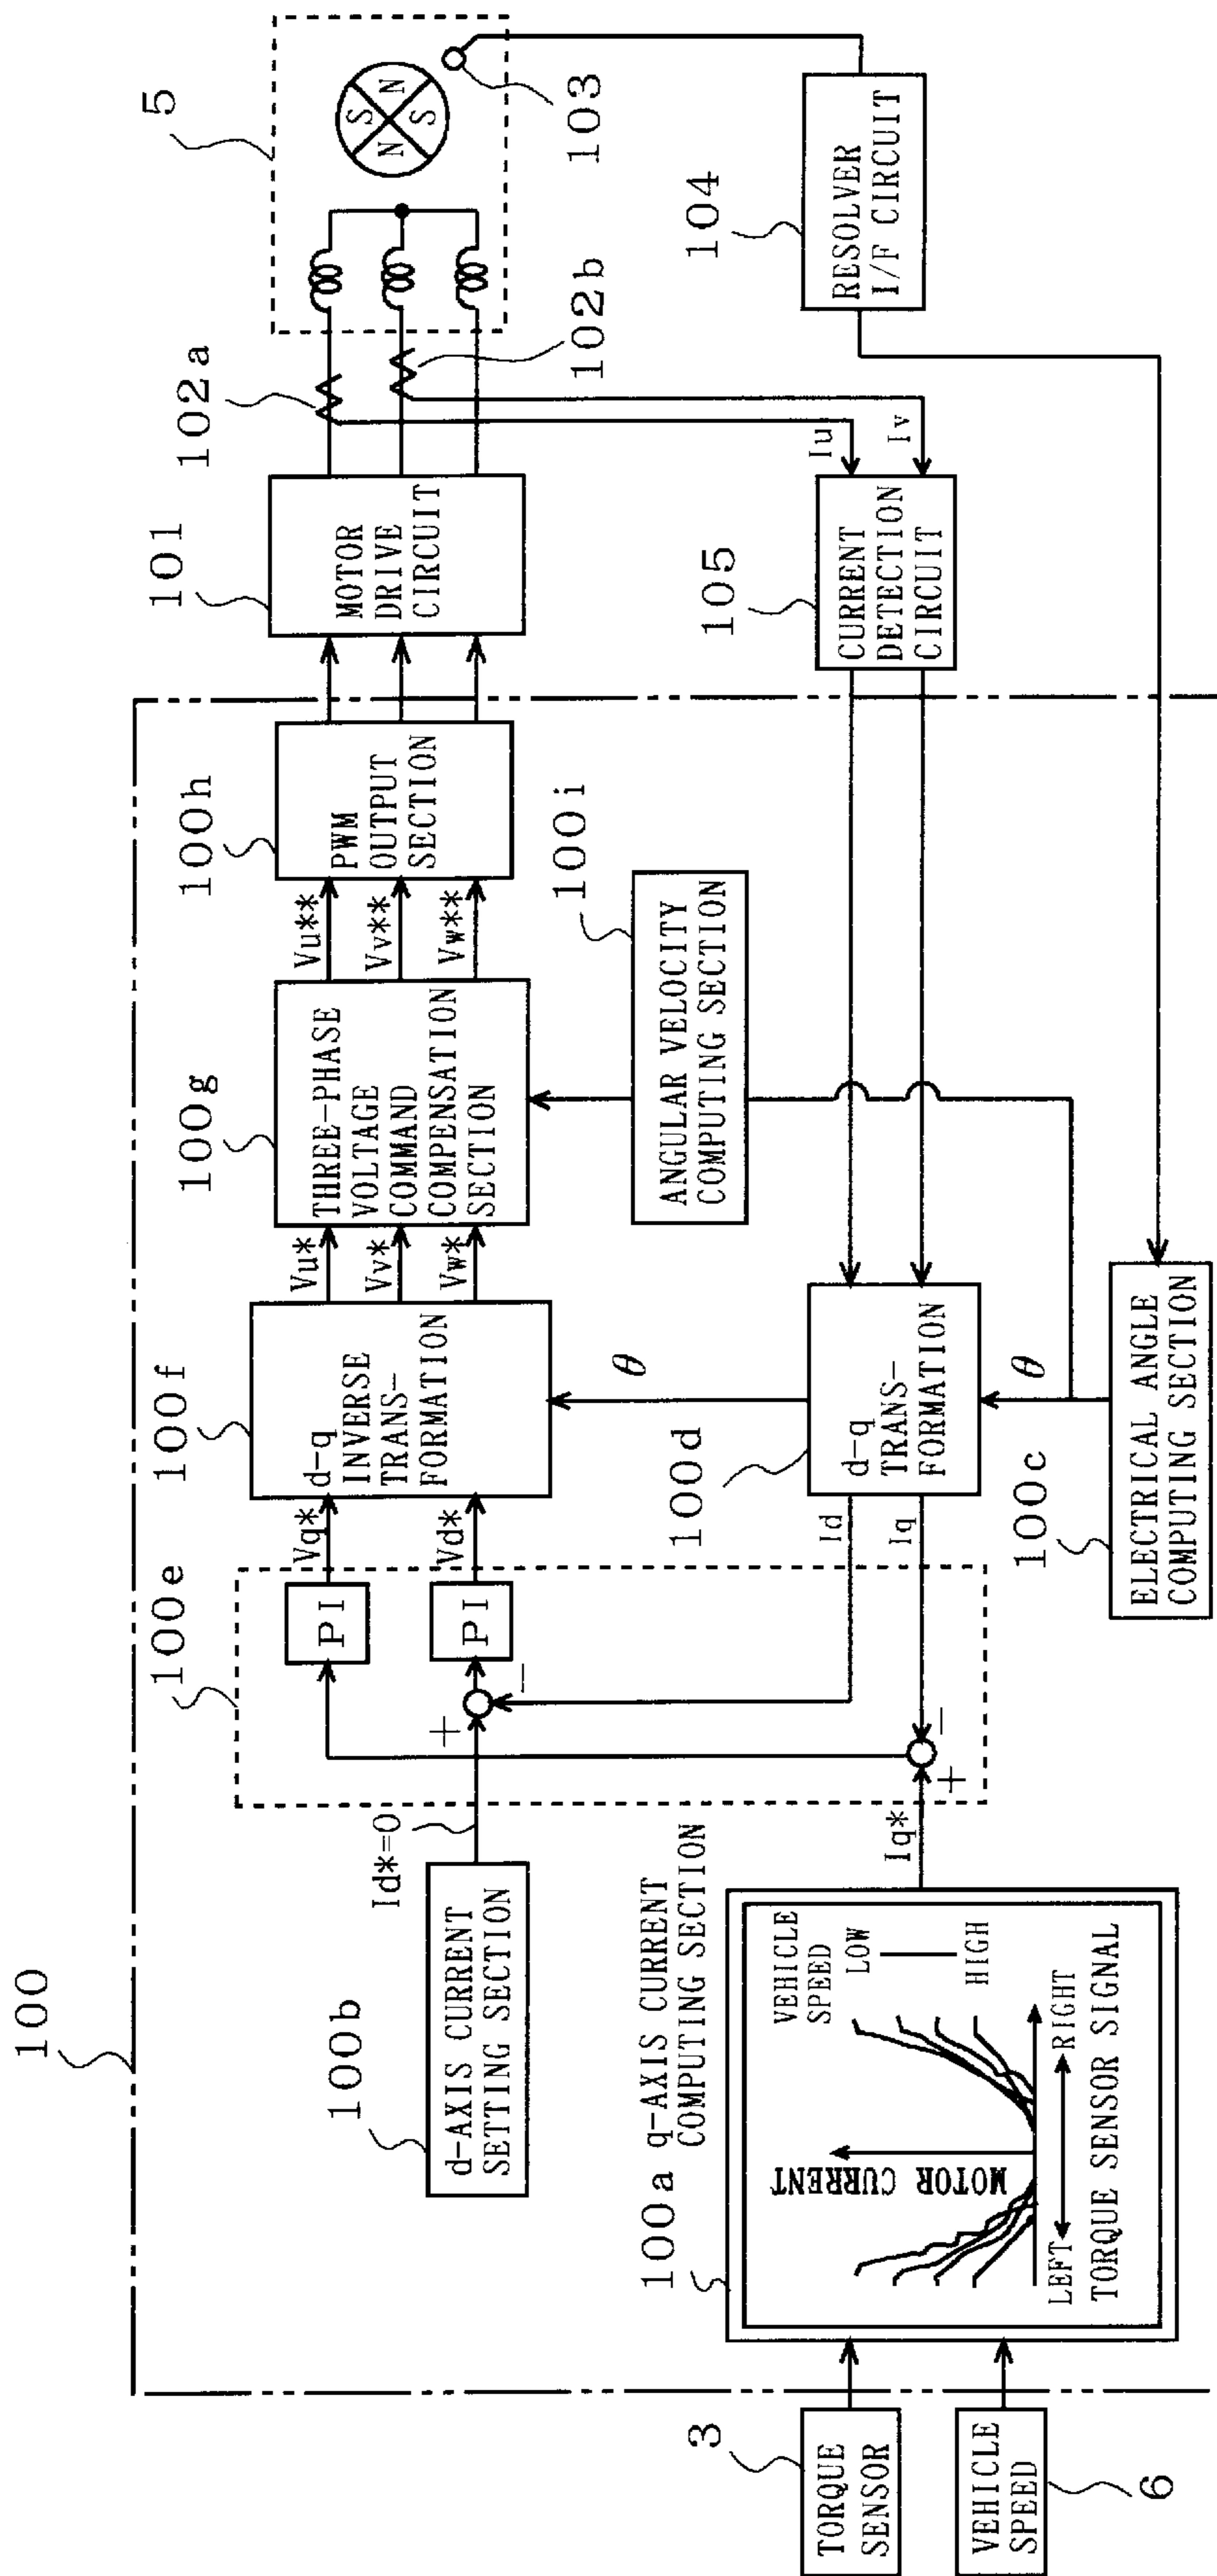 100
100b
d-AXIS CURRENT
SETTING SECTION
Id*=0
+
−
100e
PI
PI
Vq*
Vd*
100f
d-q
INVERSE
TRANS-
FORMATION
θ
Vu*
Vv*
Vw*
100g
THREE-PHASE
VOLTAGE
COMMAND
COMPENSATION
SECTION
Vu**
Vv**
Vw**
100h
PWM
OUTPUT
SECTION
101
MOTOR
DRIVE
CIRCUIT
102a
102b
5
N
S
S
N
103
3
TORQUE
SENSOR
VEHICLE
SPEED
6
100a
q-AXIS CURRENT
COMPUTING SECTION
MOTOR CURRENT
VEHICLE
SPEED
LOW
HIGH
LEFT
RIGHT
TORQUE SENSOR SIGNAL
Iq*
+
−
Id
Iq
100d
d-q
TRANS-
FORMATION
θ
100c
ELECTRICAL ANGLE
COMPUTING SECTION
100i
ANGULAR VELOCITY
COMPUTING SECTION
105
CURRENT
DETECTION
CIRCUIT
Iu
Iv
104
RESOLVER
I/F CIRCUIT